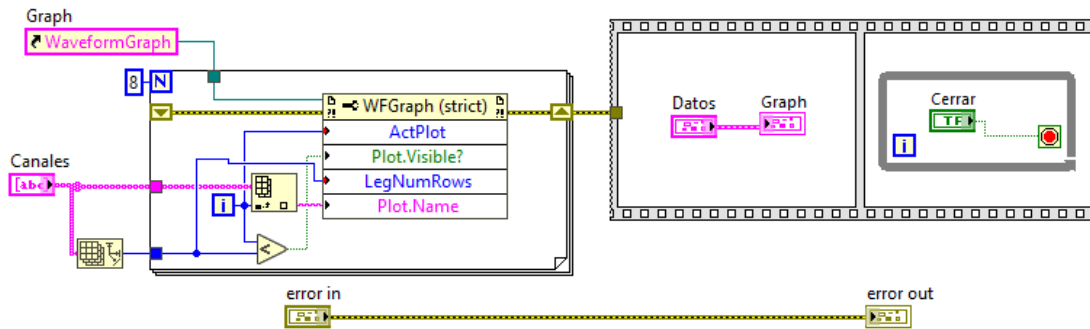 Graph
WaveformGraph
8 N
WFGraph (strict)
ActPlot
Plot.Visible?
LegNumRows
Plot.Name
Canales
[abc
i
<
Datos
Graph
Cerrar
TF
i
error in
error out